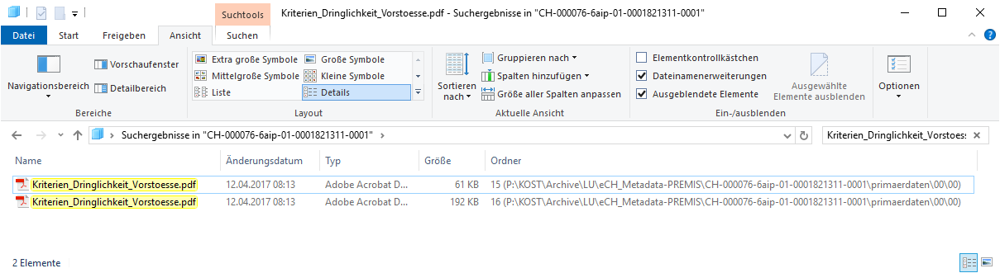 Kriterien_Dringlichkeit_Vorstoesse.pdf - Suchergebnisse in "CH-000076-6aip-01-0001821311-0001"
Suchtools
Datei Start Freigeben Ansicht Suchen
Navigationsbereich
Vorschaufenster
Detailbereich
Bereiche
Extra große Symbole Große Symbole
Mittelgroße Symbole Kleine Symbole
Liste Details
Layout
Sortieren
nach
Gruppieren nach
Spalten hinzufügen
Größe aller Spalten anpassen
Aktuelle Ansicht
Elementkontrollkästchen
Dateinamenerweiterungen
Ausgeblendete Elemente
Ausgewählte
Elemente ausblenden
Ein-/ausblenden
Optionen
Suchergebnisse in "CH-000076-6aip-01-0001821311-0001"
Kriterien_Dringlichkeit_Vorstoess
Name Änderungsdatum Typ Größe Ordner
Kriterien_Dringlichkeit_Vorstoesse.pdf 12.04.2017 08:13 Adobe Acrobat D... 61 KB 15 (P:\KOST\Archive\LU\eCH_Metadata-PREMIS\CH-000076-6aip-01-0001821311-0001\primaerdaten\00\00)
Kriterien_Dringlichkeit_Vorstoesse.pdf 12.04.2017 08:13 Adobe Acrobat D... 192 KB 16 (P:\KOST\Archive\LU\eCH_Metadata-PREMIS\CH-000076-6aip-01-0001821311-0001\primaerdaten\00\00)
2 Elemente